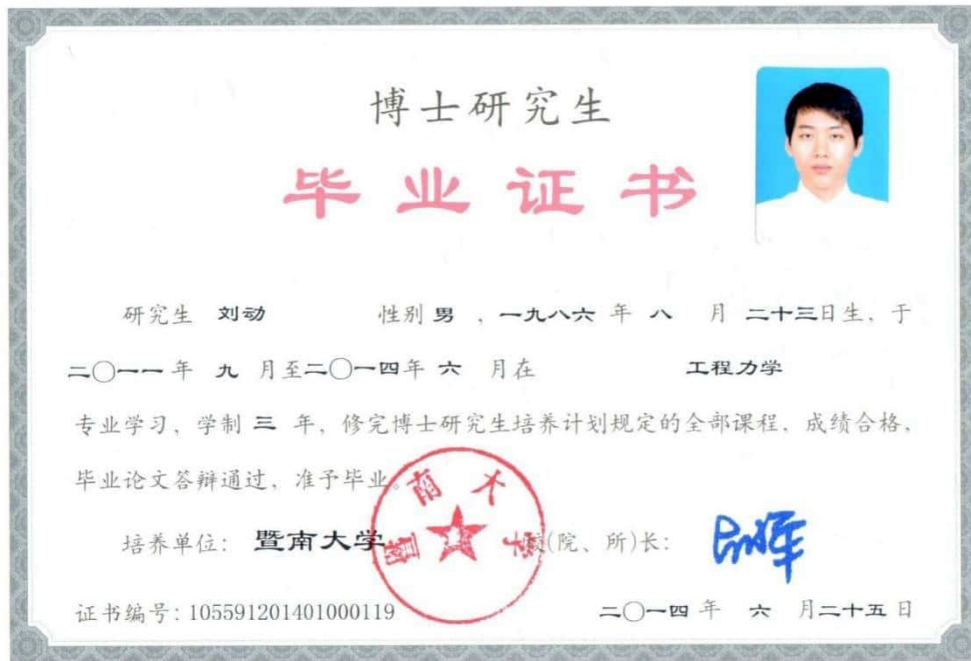 博士研究生
毕业证书
研究生 刘动 性别 男 ，一九八六 年 八 月 二十三日生，于
二〇一一 年 九 月至二〇一四年 六 月在 工程力学
专业学习，学制 三 年，修完博士研究生培养计划规定的全部课程，成绩合格，
毕业论文答辩通过，准予毕业。
暨南大学
培养单位：暨南大学 校(院、所)长：
证书编号：105591201401000119 二〇一四 年 六 月二十五日